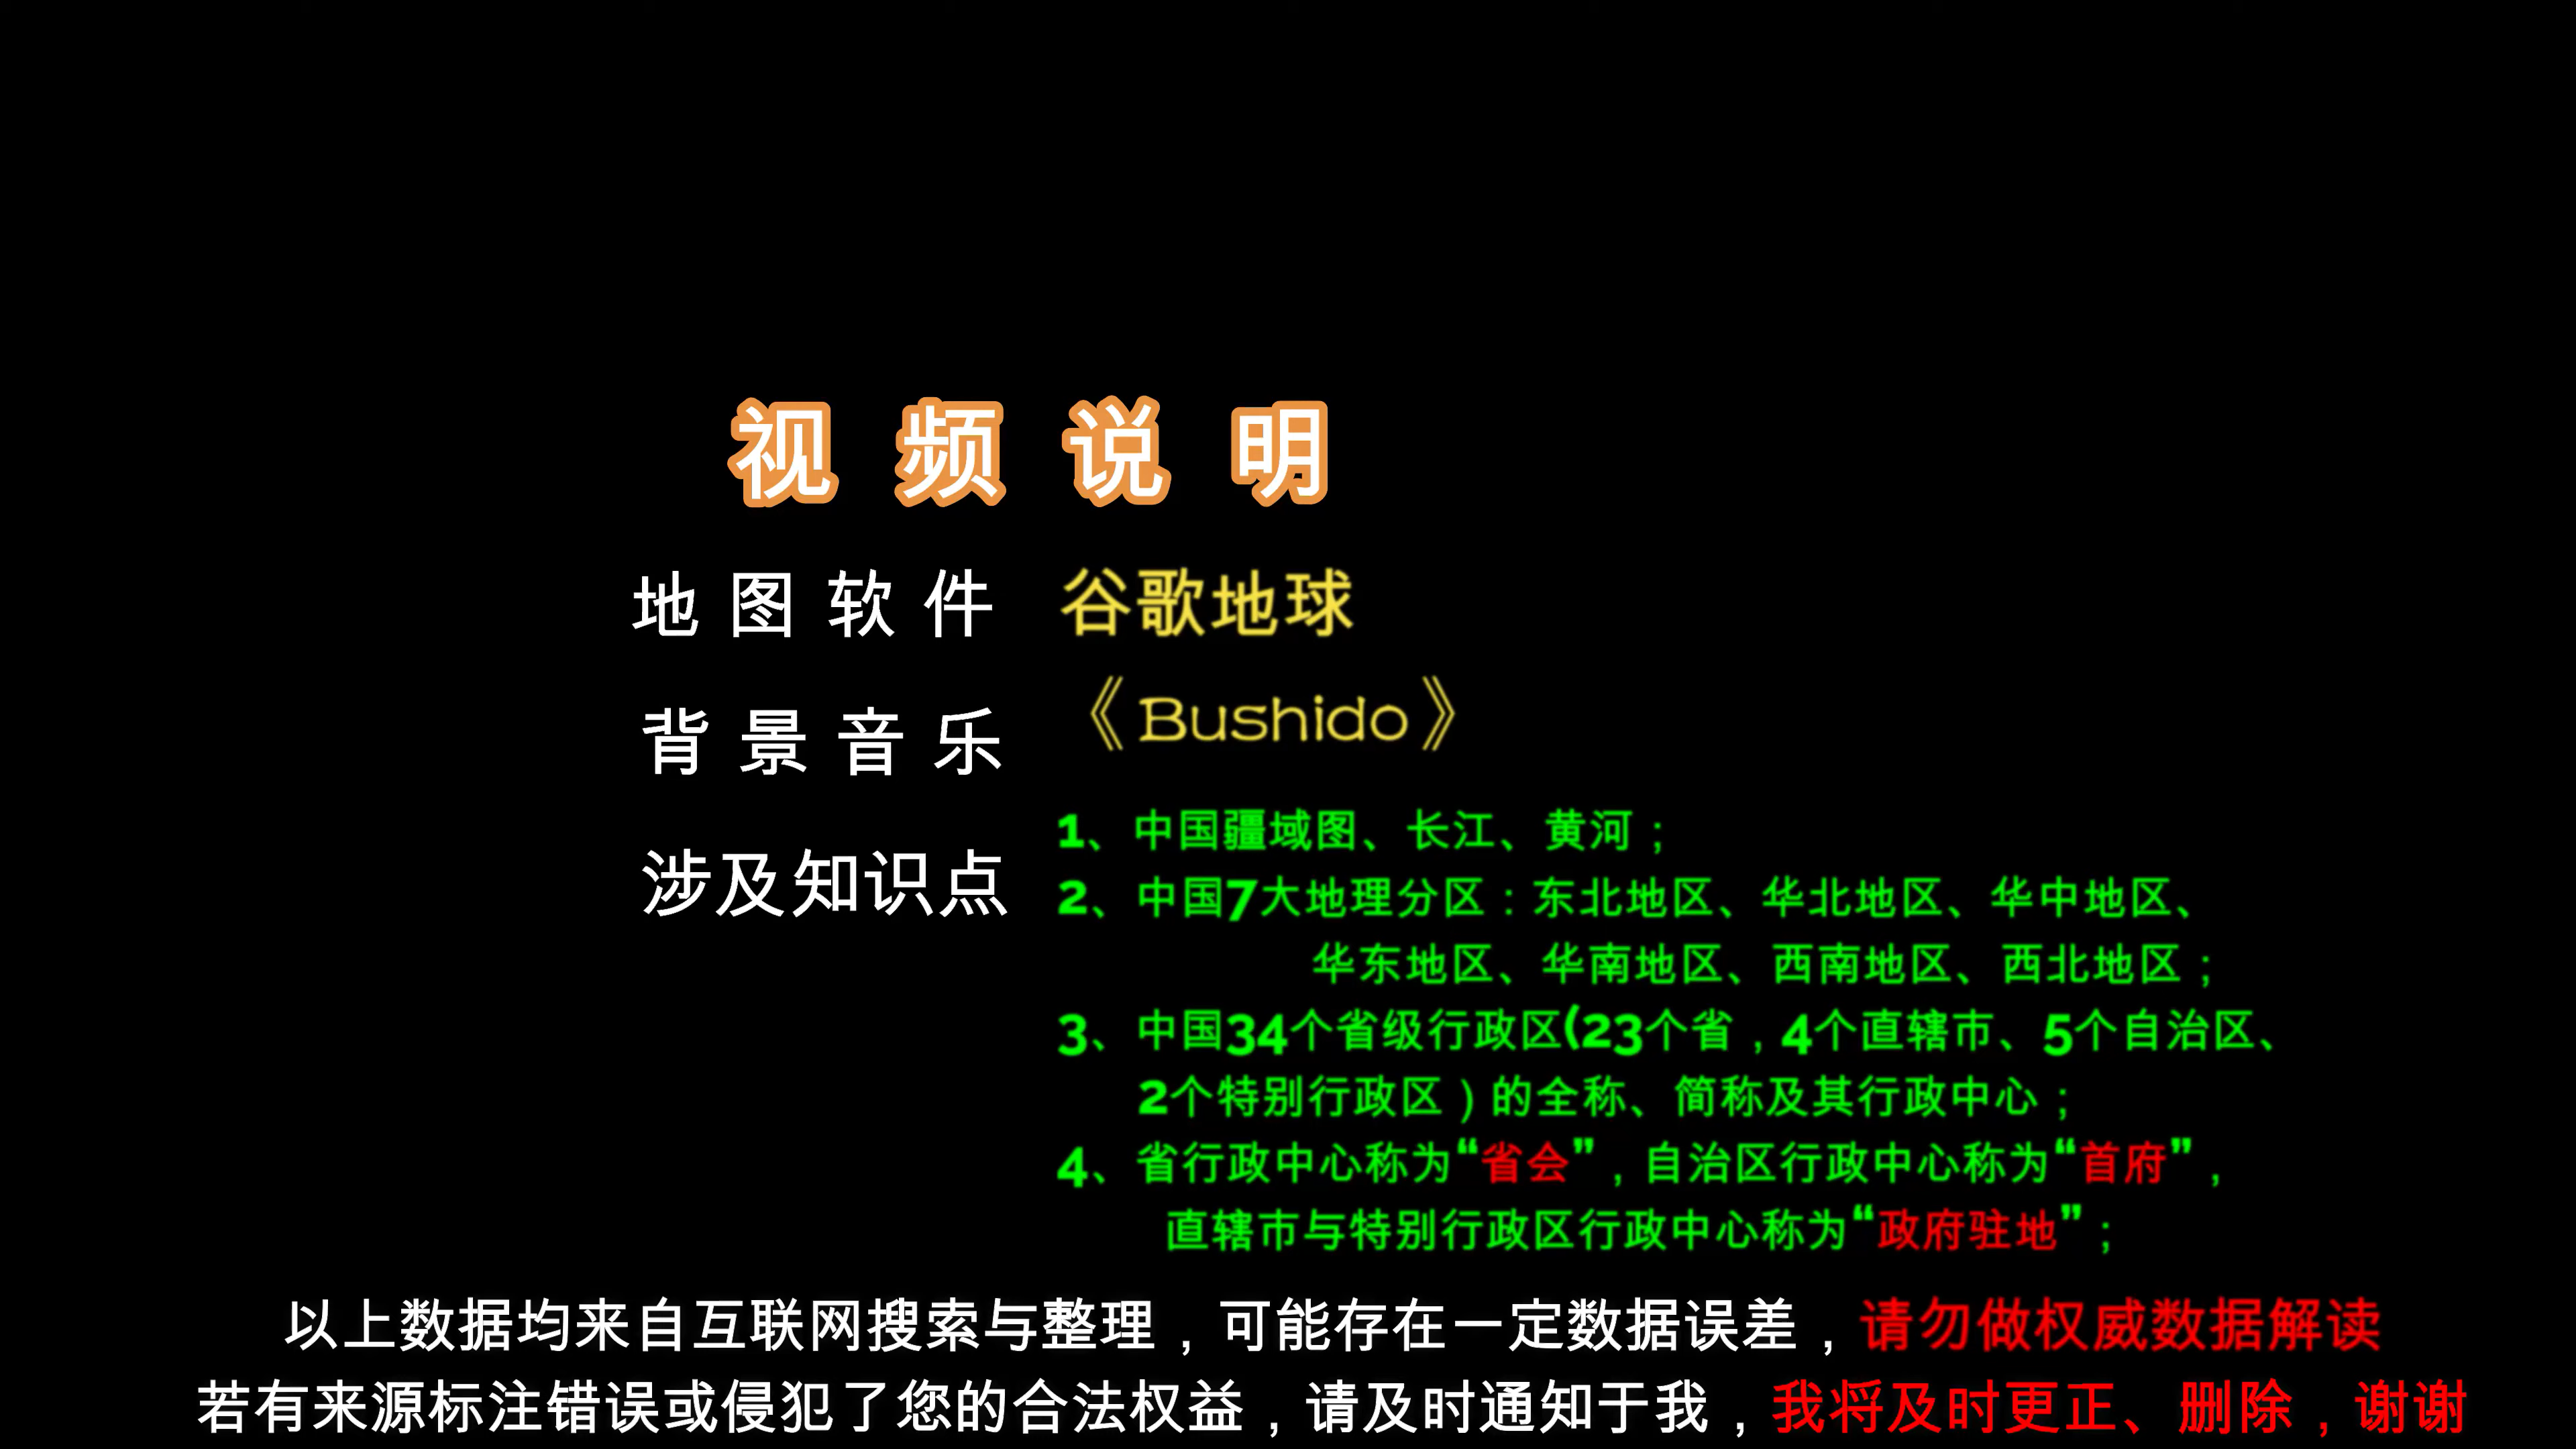 视频说明
地图软件 谷歌地球
背景音乐 《Bushido》
涉及知识点
1、中国疆域图、长江、黄河；
2、中国7大地理分区：东北地区、华北地区、华中地区、
华东地区、华南地区、西南地区、西北地区；
3、中国34个省级行政区(23个省，4个直辖市、5个自治区、
2个特别行政区）的全称、简称及其行政中心；
4、省行政中心称为“省会”，自治区行政中心称为“首府”，
直辖市与特别行政区行政中心称为“政府驻地”；
以上数据均来自互联网搜索与整理，可能存在一定数据误差，请勿做权威数据解读
若有来源标注错误或侵犯了您的合法权益，请及时通知于我，我将及时更正、删除，谢谢